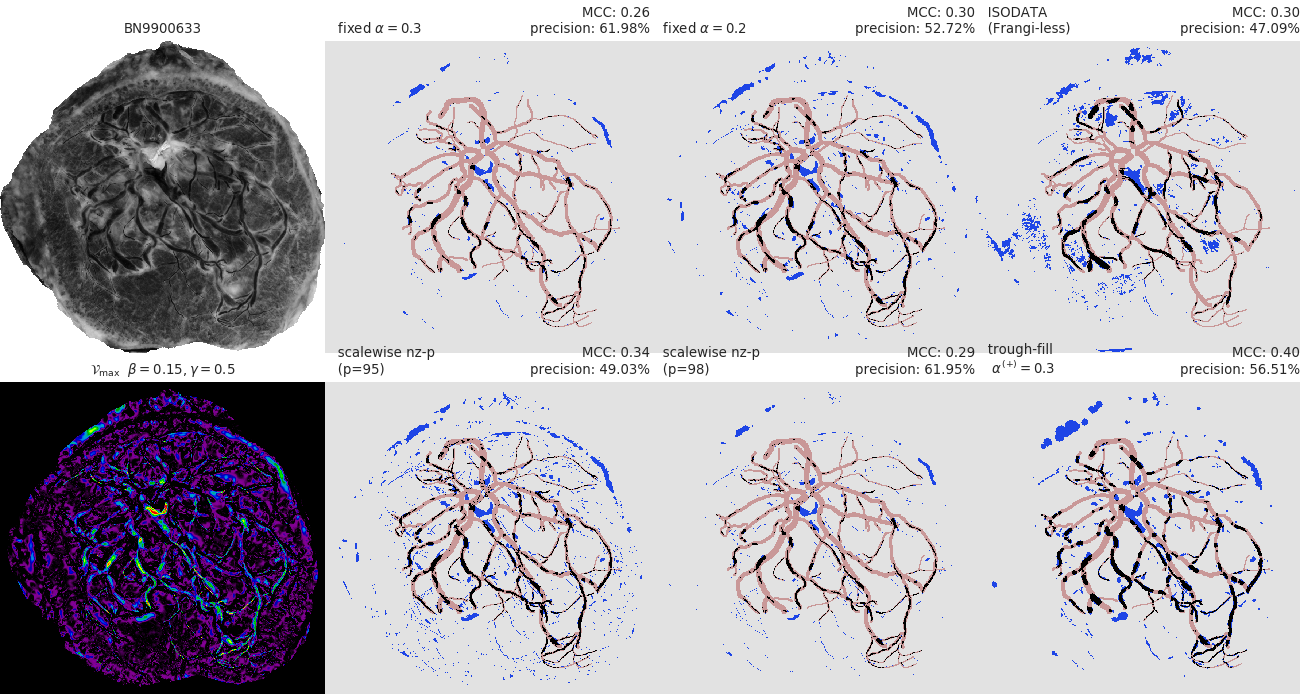 BN9900633
fixed α = 0.3
MCC: 0.26
precision: 61.98%
fixed α = 0.2
MCC: 0.30
precision: 52.72%
ISODATA
(Frangi-less)
MCC: 0.30
precision: 47.09%
𝒱max β = 0.15, γ = 0.5
scalewise nz-p
(p=95)
MCC: 0.34
precision: 49.03%
scalewise nz-p
(p=98)
MCC: 0.29
precision: 61.95%
trough-fill
α(+) = 0.3
MCC: 0.40
precision: 56.51%